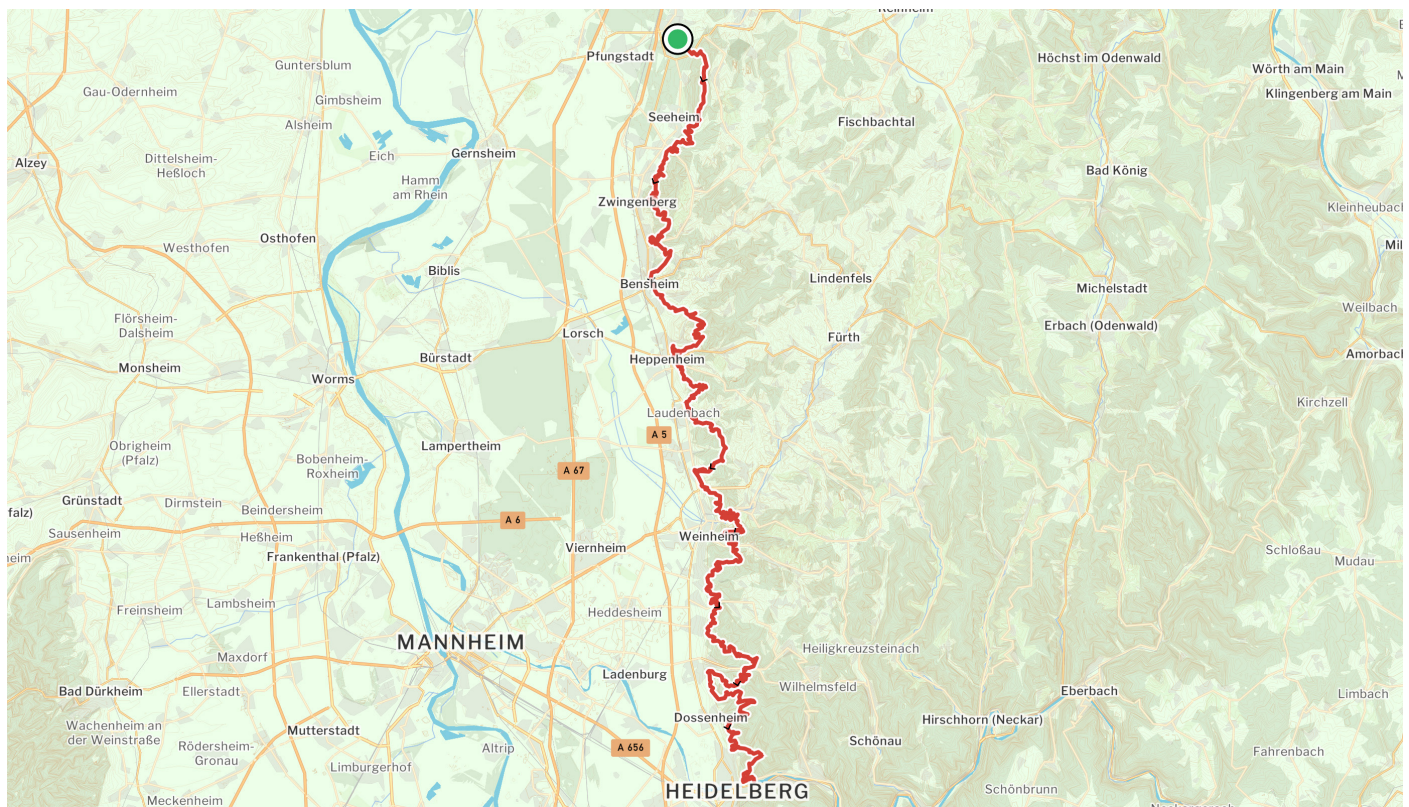 Reinheim
Pfungstadt
Höchst im Odenwald
Guntersblum
Wörth am Main
Gau-Odernheim
Klingenberg am Main
Gimbsheim
Seeheim
Fischbachtal
Alsheim
Eich
Gernsheim
Dittelsheim-
Heßloch
Alzey
Bad König
Hamm
am Rhein
Zwingenberg
Kleinheubach
Osthofen
Westhofen
Mil
Biblis
Lindenfels
Bensheim
Michelstadt
Weilbach
Flörsheim-
Dalsheim
Lorsch
Erbach (Odenwald)
Fürth
Amorbach
Bürstadt
Heppenheim
Monsheim
Worms
Kirchzell
Laudenbach
A 5
Obrigheim
(Pfalz)
Lampertheim
Bobenheim-
Roxheim
A 67
Grünstadt
Dirmstein
Beindersheim
falz)
A 6
Sausenheim
Heßheim
Weinheim
Viernheim
Schloßau
Frankenthal (Pfalz)
heim
Mudau
Lambsheim
Freinsheim
Heddesheim
MANNHEIM
Heiligkreuzsteinach
Maxdorf
Ladenburg
Bad Dürkheim
Ellerstadt
Wilhelmsfeld
Eberbach
Limbach
Dossenheim
Hirschhorn (Neckar)
Wachenheim an
der Weinstraße
Mutterstadt
Schönau
Rödersheim-
Gronau
Altrip
A 656
Fahrenbach
Limburgerhof
HEIDELBERG
Schönbrunn
Meckenheim